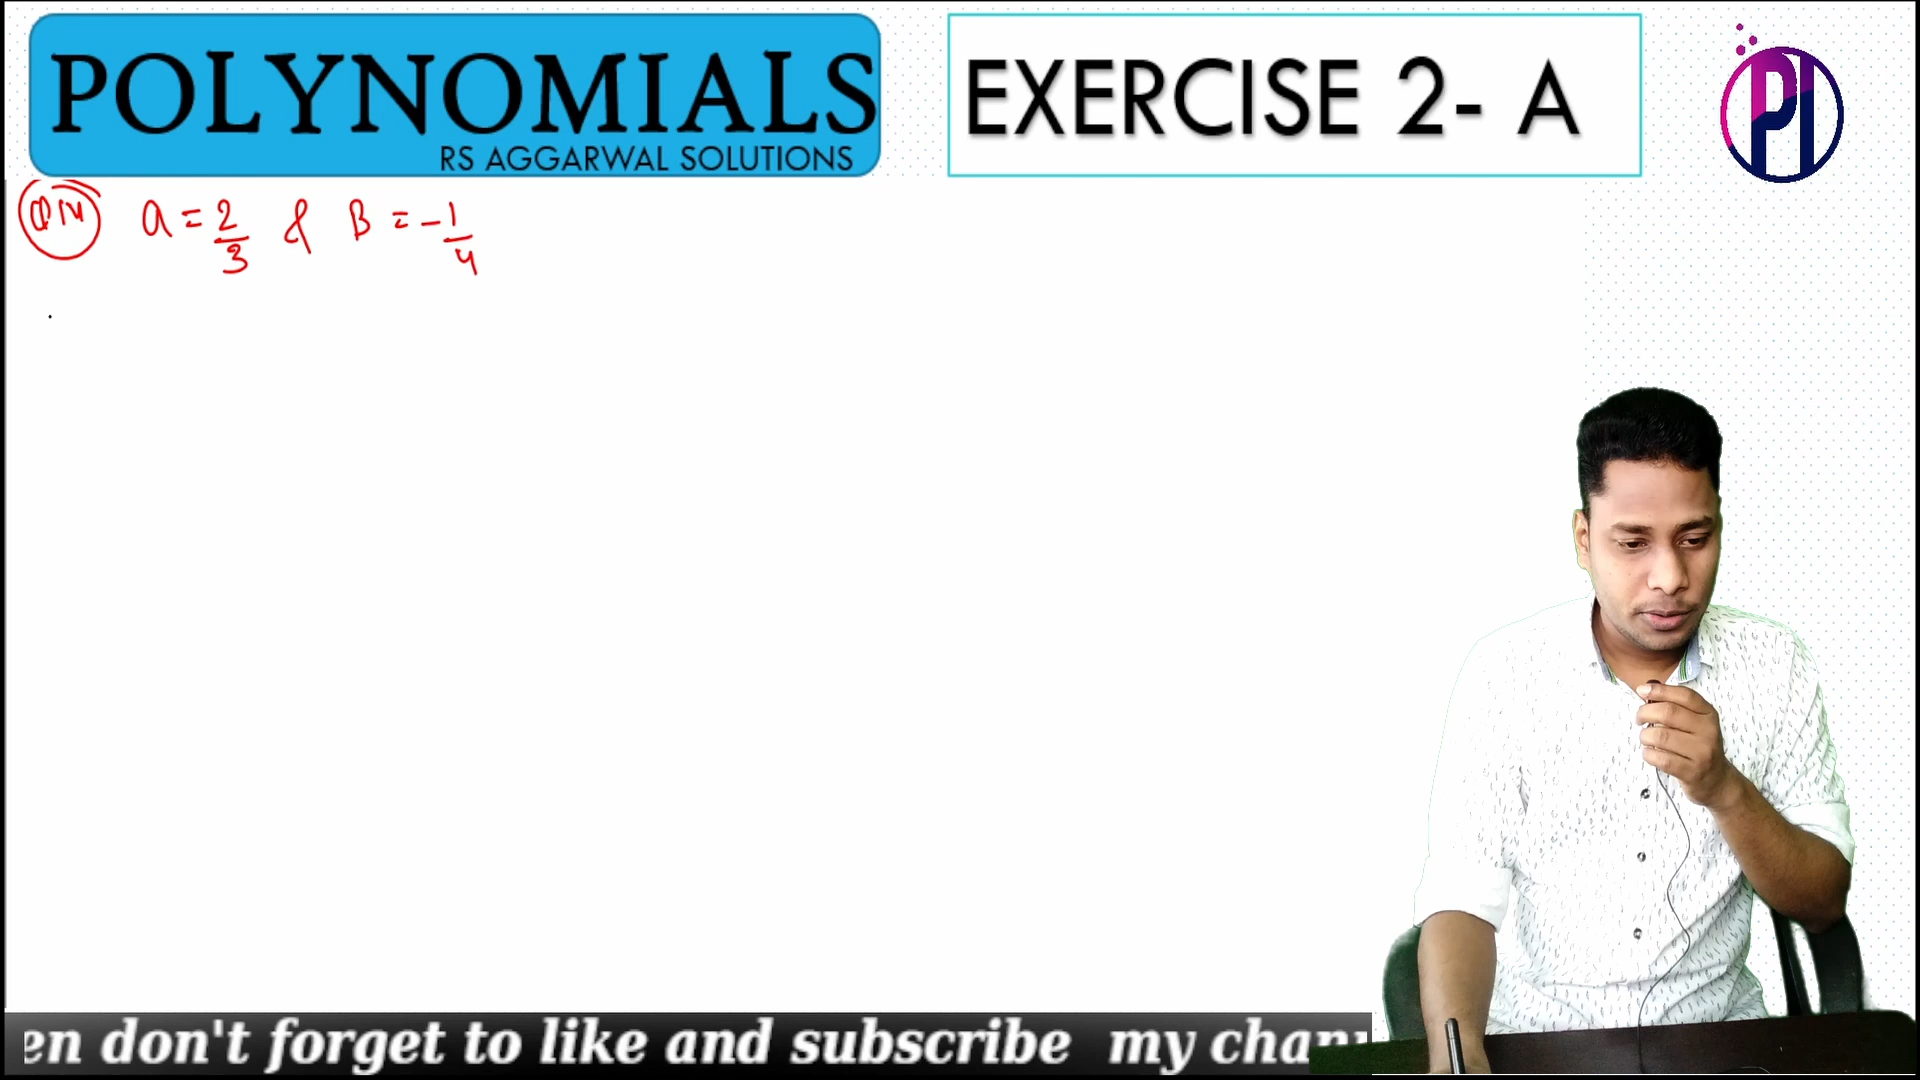 POLYNOMIALS
RS AGGARWAL SOLUTIONS
EXERCISE 2- A
PI
Q14 a = 2/3 & B = -1/4
en don't forget to like and subscribe my chan